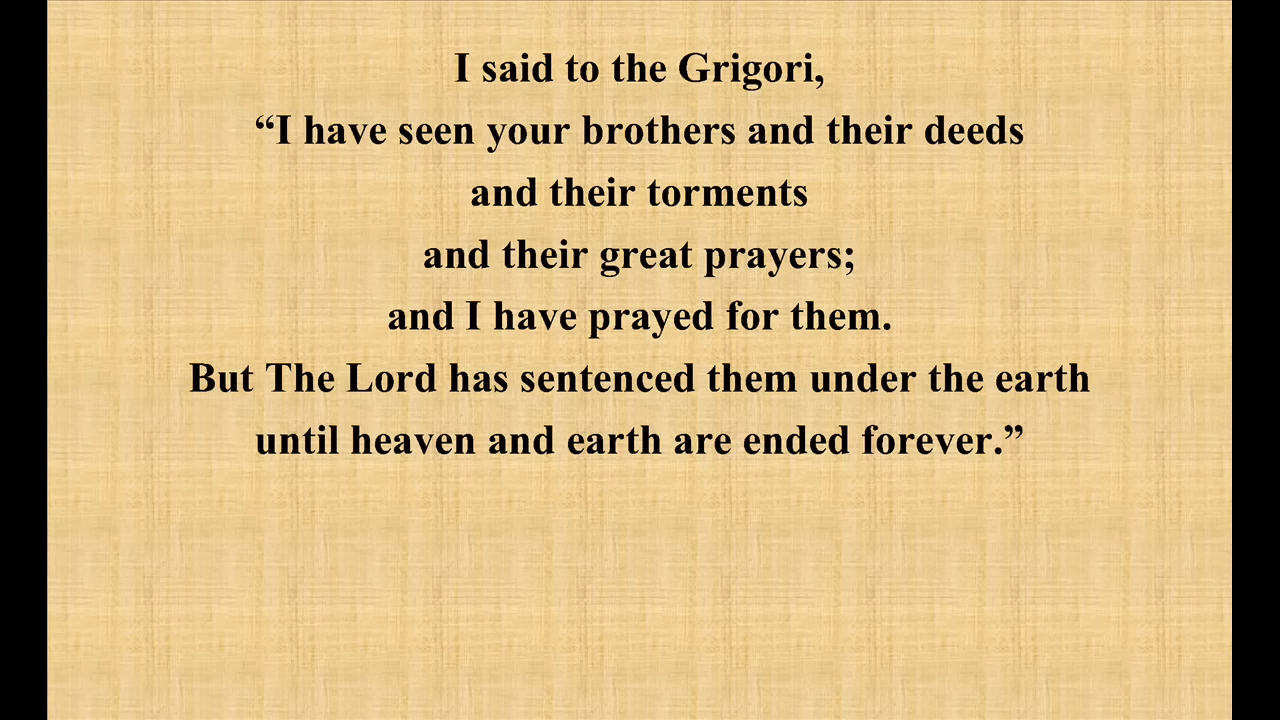 I said to the Grigori,
“I have seen your brothers and their deeds
and their torments
and their great prayers;
and I have prayed for them.
But The Lord has sentenced them under the earth
until heaven and earth are ended forever.”